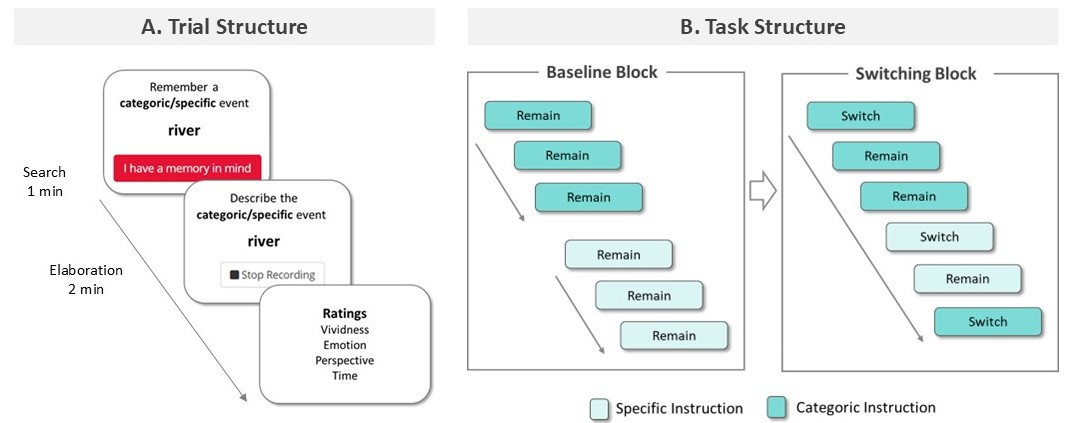 A. Trial Structure
Remember a
categoric/specific event
river
I have a memory in mind
Search
1 min
Describe the
categoric/specific event
river
Stop Recording
Elaboration
2 min
Ratings
Vividness
Emotion
Perspective
Time
B. Task Structure
Baseline Block
Remain
Remain
Remain
Remain
Remain
Remain
Switching Block
Switch
Remain
Remain
Switch
Remain
Switch
Specific Instruction
Categoric Instruction